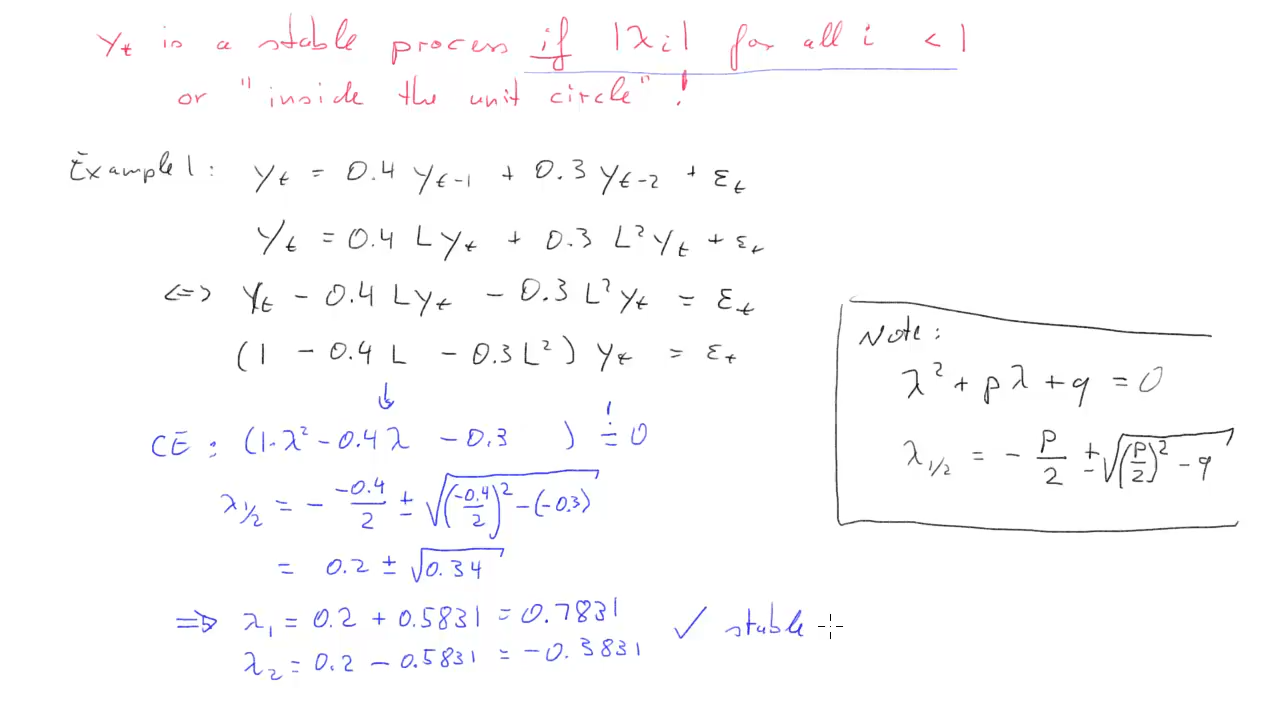 yt is a stable process if |λi| for all i < 1
or "inside the unit circle" !
Example 1: yt = 0.4 yt-1 + 0.3 yt-2 + εt
yt = 0.4 L yt + 0.3 L² yt + εt
<=> yt - 0.4 L yt - 0.3 L² yt = εt
(1 - 0.4 L - 0.3 L²) yt = εt
↓
CE : (1·λ² - 0.4 λ - 0.3 ) =! 0
λ1/2 = - -0.4/2 ± √((-0.4/2)² - (-0.3))
= 0.2 ± √0.34
=> λ1 = 0.2 + 0.5831 = 0.7831 ✓ stable
λ2 = 0.2 - 0.5831 = -0.3831
Note:
λ² + pλ + q = 0
λ1/2 = - p/2 ± √((p/2)² - q)